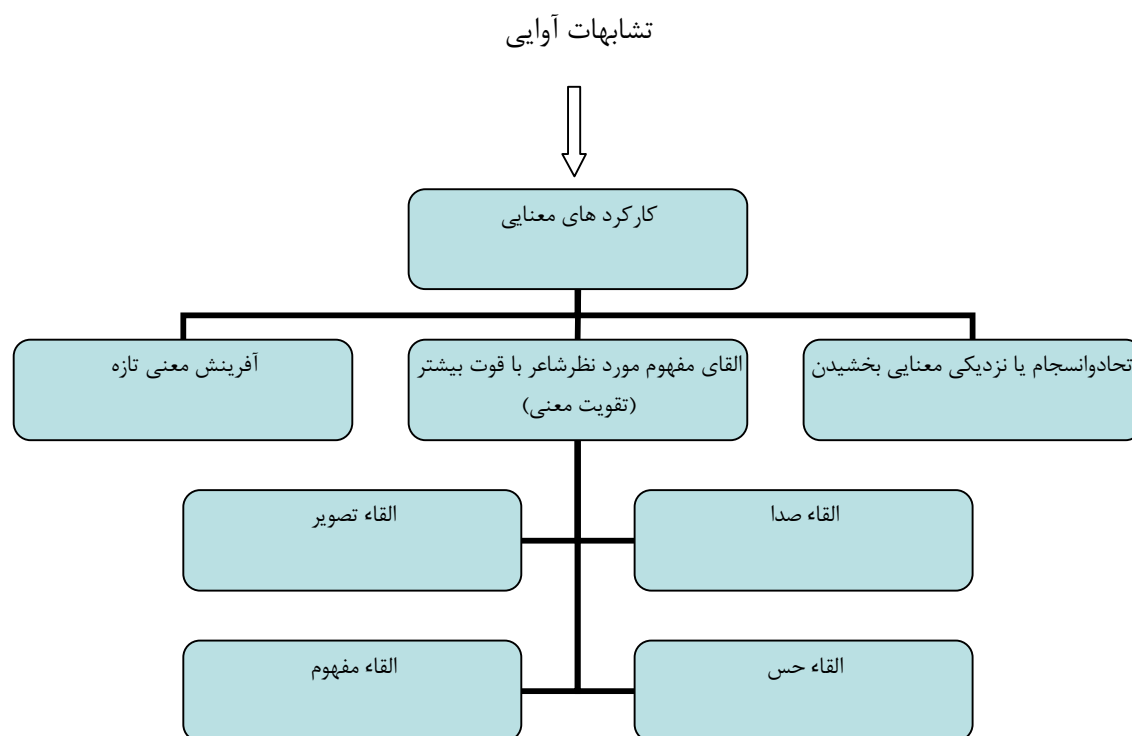 تشابهات آوایی
کارکرد های معنایی
تحادوانسجام یا نزدیکی معنایی بخشیدن
القای مفهوم مورد نظرشاعر با قوت بیشتر
(تقویت معنی)
آفرینش معنی تازه
القاء صدا
القاء تصویر
القاء حس
القاء مفهوم